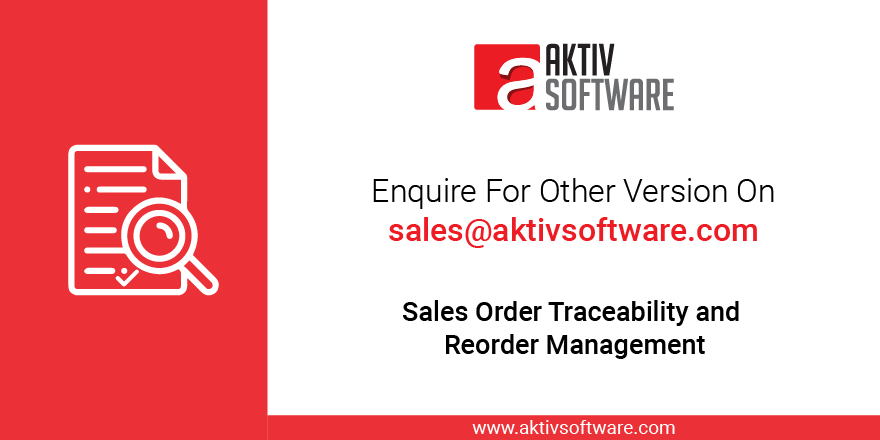 AKTIV
SOFTWARE
Enquire For Other Version On
sales@aktivsoftware.com
Sales Order Traceability and
Reorder Management
www.aktivsoftware.com